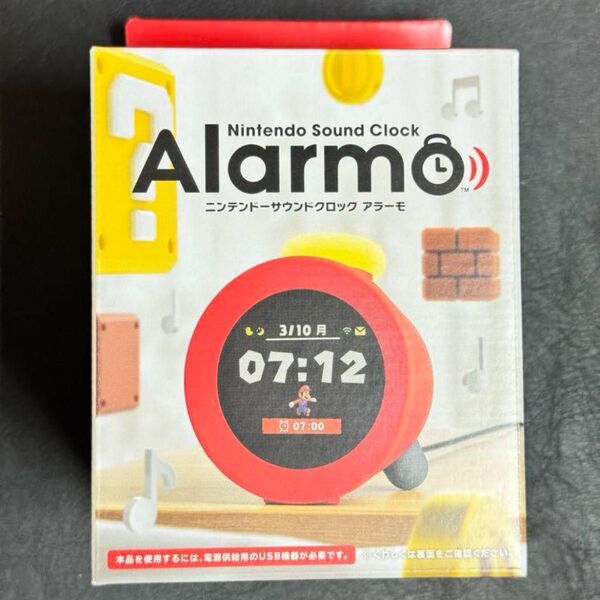 Nintendo Sound Clock
Alarmo
TM
ニンテンドーサウンドクロック アラーモ
3/10 月
07:12
07:00
本品を使用するには、電源供給用のUSB機器が必要です。
※くわしくは裏面をご確認ください。